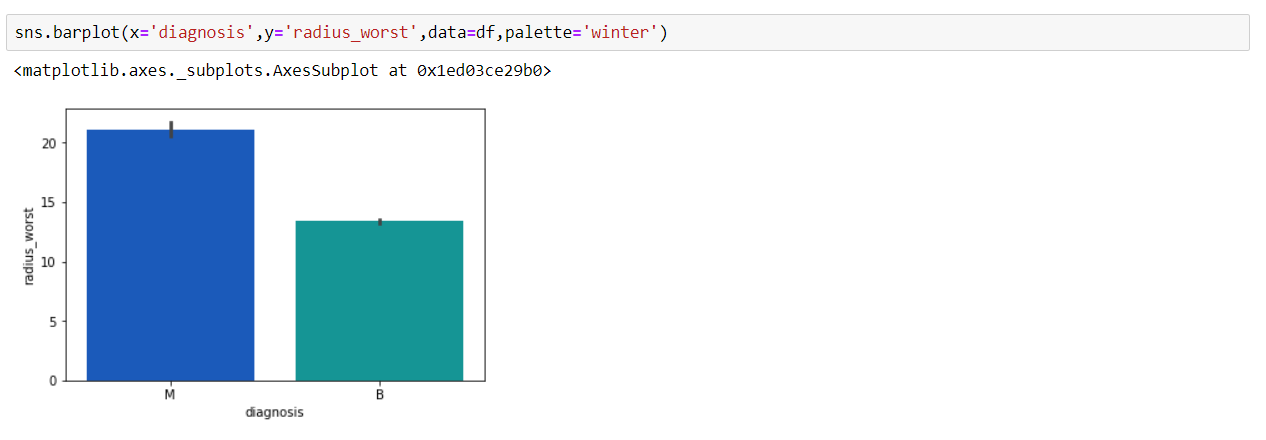 sns.barplot(x='diagnosis',y='radius_worst',data=df,palette='winter')
<matplotlib.axes._subplots.AxesSubplot at 0x1ed03ce29b0>
20
15
10
5
0
radius_worst
M B
diagnosis